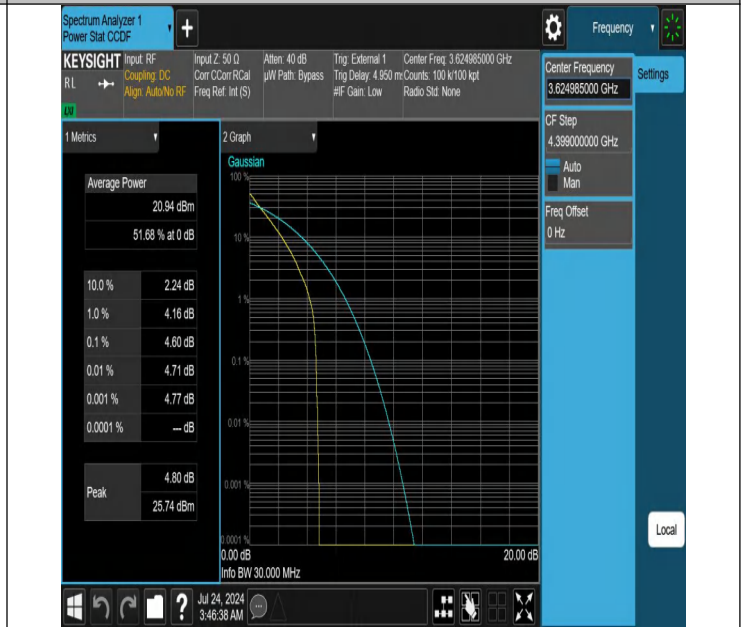 Spectrum Analyzer 1
Power Stat CCDF
+
Frequency
KEYSIGHT
RL
Input: RF
Coupling: DC
Align: Auto/No RF
Input Z: 50 Ω
Corr CCorr RCal
Freq Ref: Int (S)
Atten: 40 dB
µW Path: Bypass
Trig: External 1
Trig Delay: 4.950 ms
#IF Gain: Low
Center Freq: 3.624985000 GHz
Counts: 100 k/100 kpt
Radio Std: None
Center Frequency
3.624985000 GHz
Settings
CF Step
4.399000000 GHz
Auto
Man
Freq Offset
0 Hz
1 Metrics
Average Power
20.94 dBm
51.68 % at 0 dB
10.0 % 2.24 dB
1.0 % 4.16 dB
0.1 % 4.60 dB
0.01 % 4.71 dB
0.001 % 4.77 dB
0.0001 % --- dB
Peak
4.80 dB
25.74 dBm
2 Graph
Gaussian
100 %
10 %
1 %
0.1 %
0.01 %
0.001 %
0.0001 %
0.00 dB 20.00 dB
Info BW 30.000 MHz
Local
?
Jul 24, 2024
3:46:38 AM